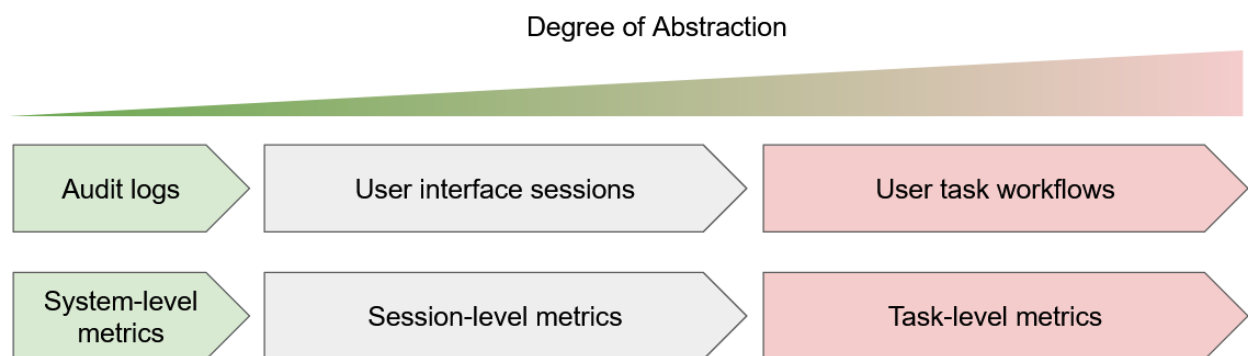 Degree of Abstraction
Audit logs
User interface sessions
User task workflows
System-level
metrics
Session-level metrics
Task-level metrics